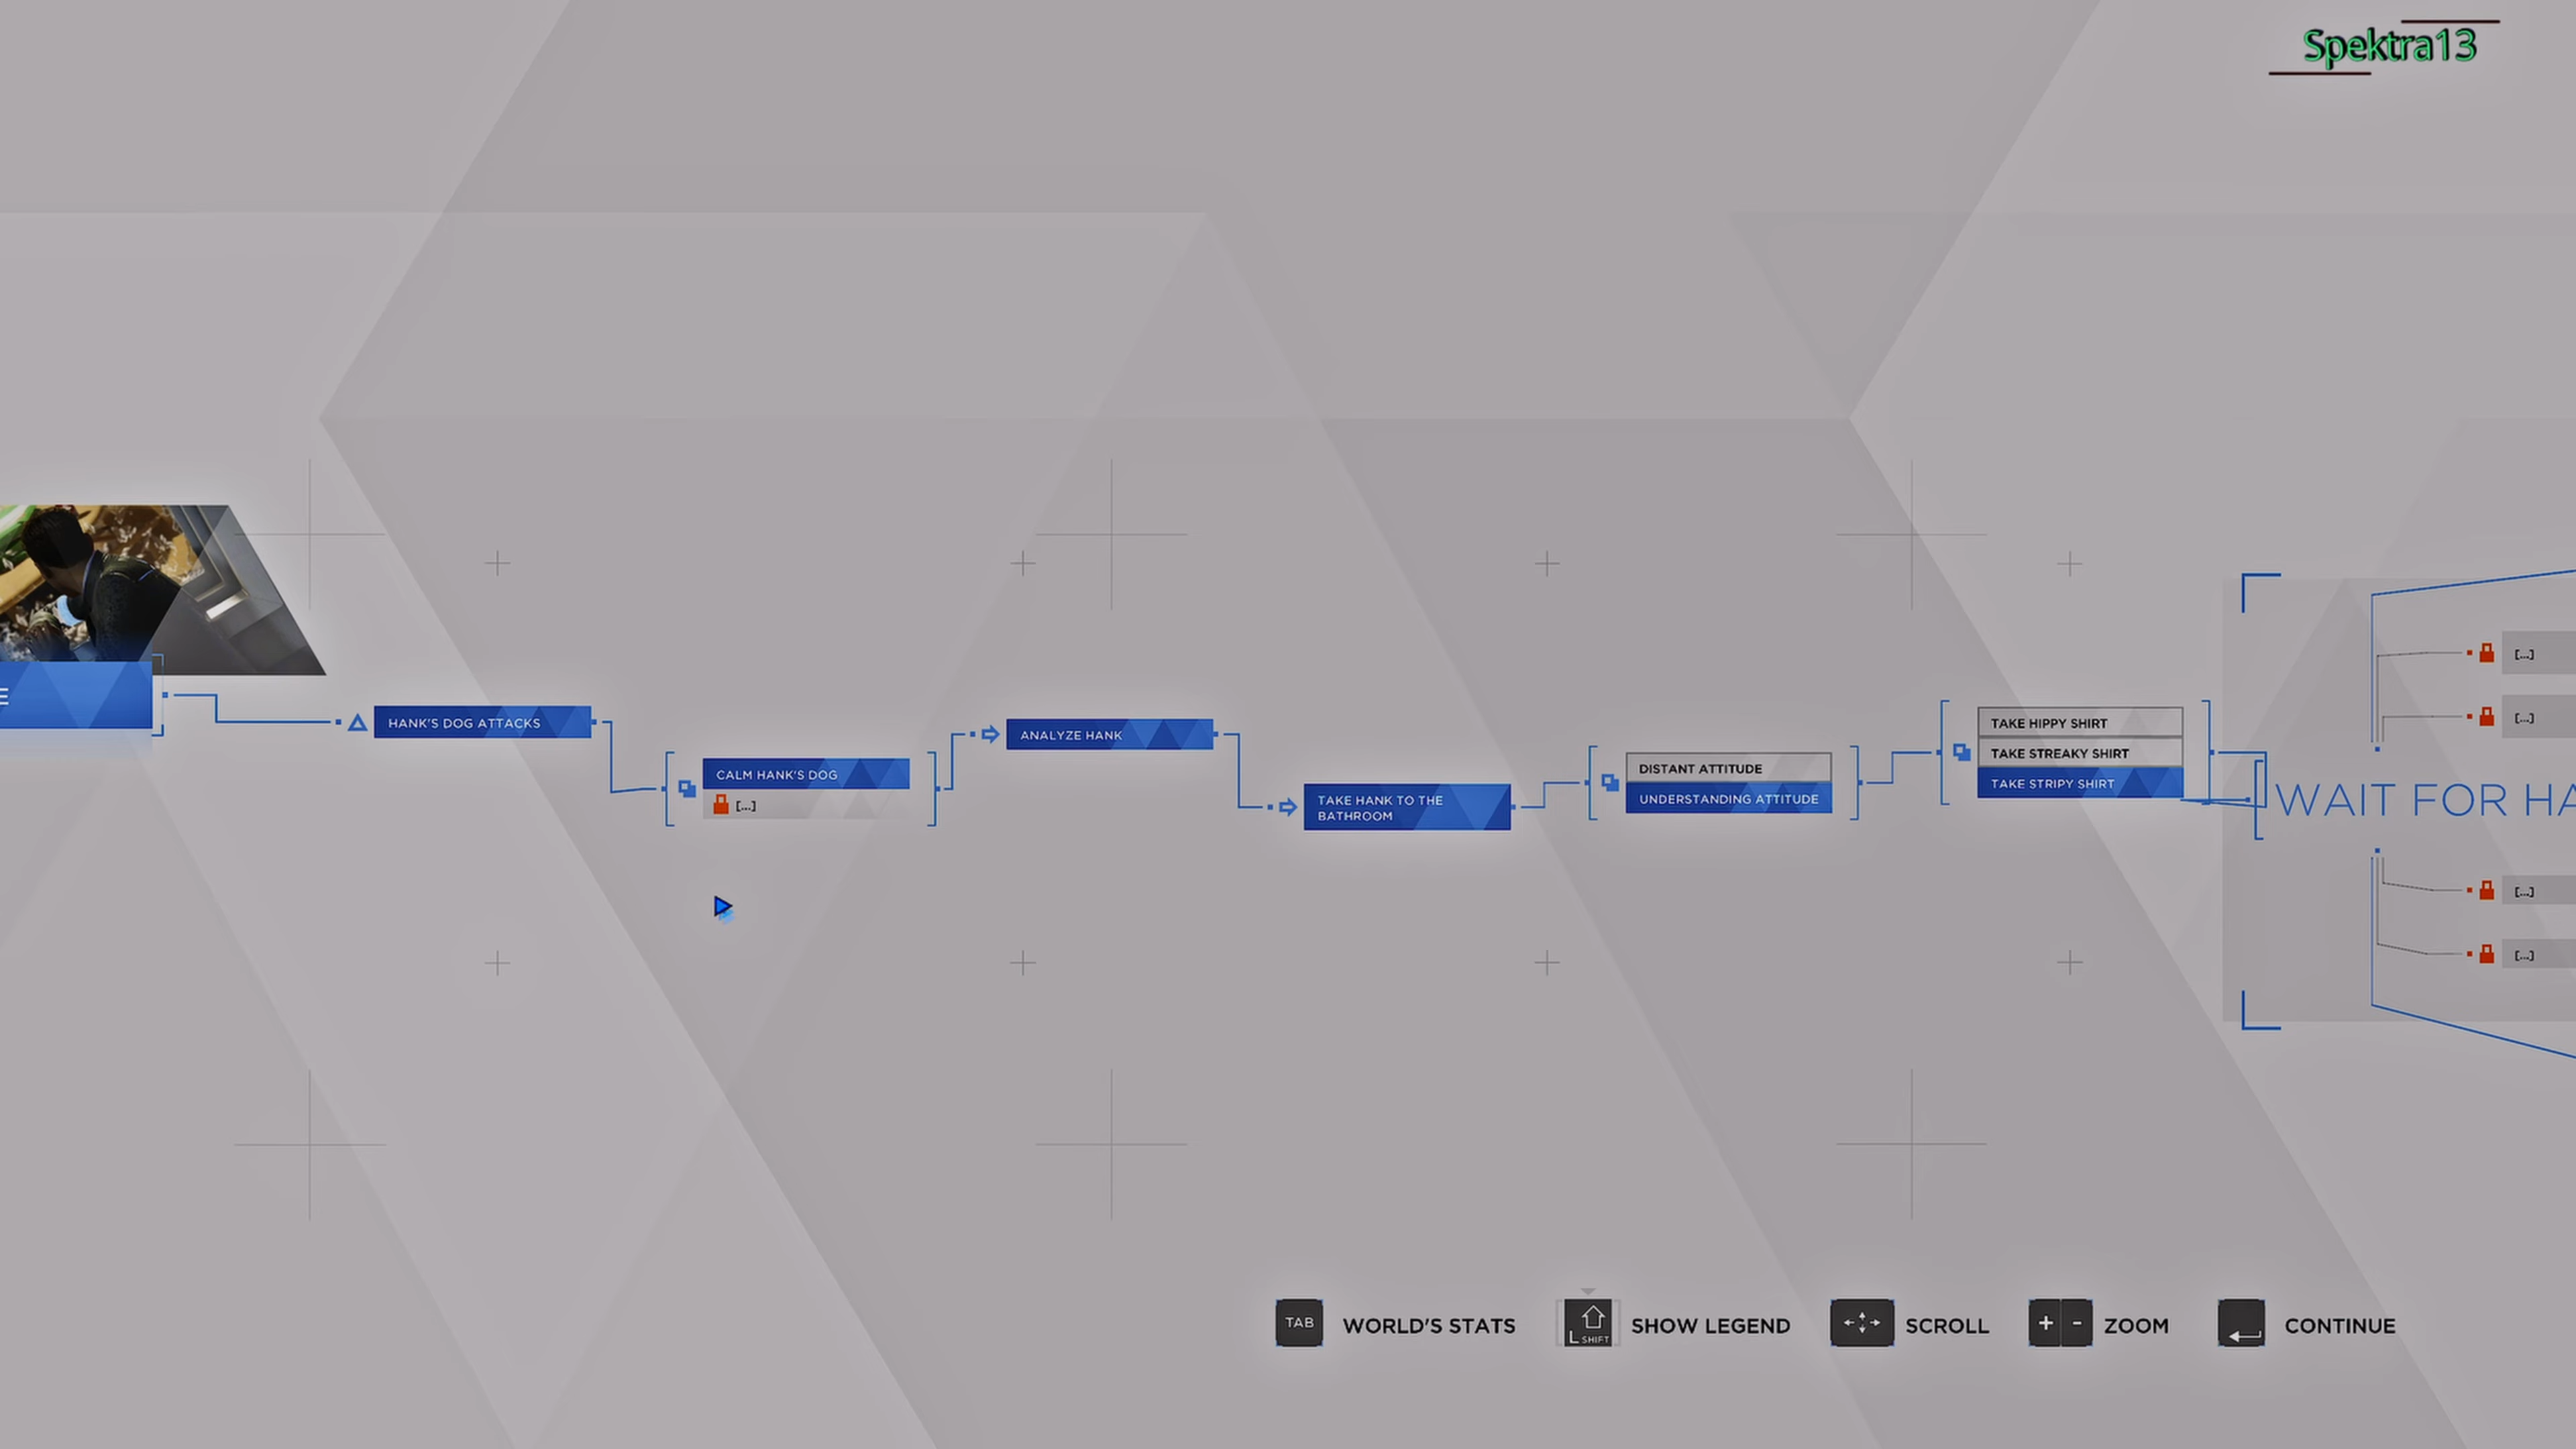 Spektra13
E
HANK'S DOG ATTACKS
CALM HANK'S DOG
[...]
ANALYZE HANK
TAKE HANK TO THE
BATHROOM
DISTANT ATTITUDE
UNDERSTANDING ATTITUDE
TAKE HIPPY SHIRT
TAKE STREAKY SHIRT
TAKE STRIPY SHIRT
[...]
[...]
WAIT FOR HA
[...]
[...]
TAB WORLD'S STATS
L SHIFT SHOW LEGEND
SCROLL
+ - ZOOM
CONTINUE